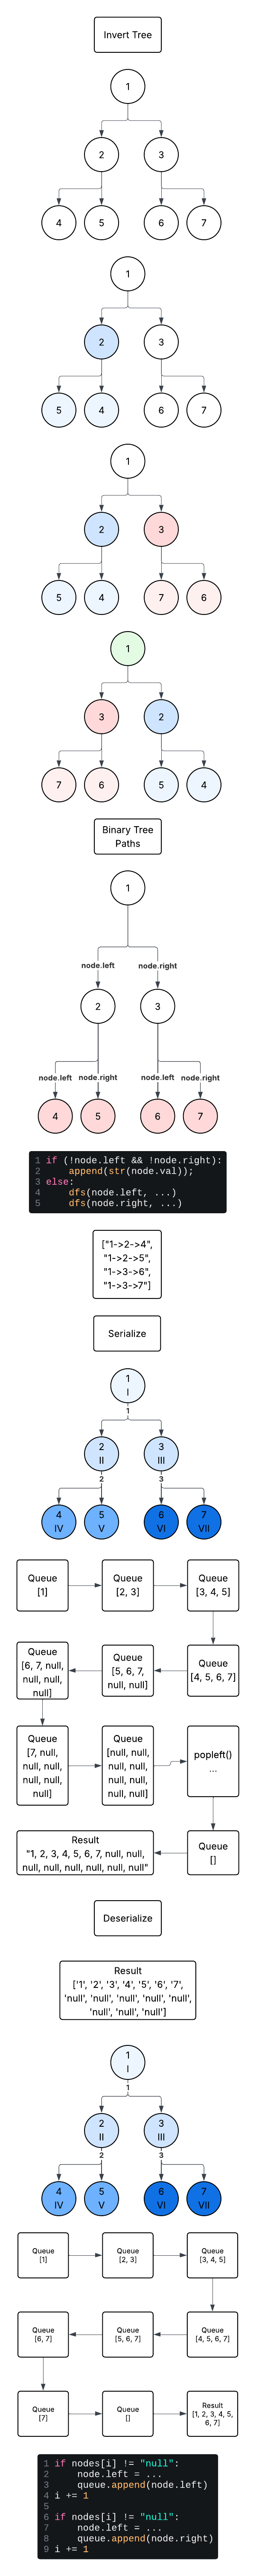 Invert Tree
1
2 3
4 5 6 7
1
2 3
5 4 6 7
1
2 3
5 4 7 6
1
3 2
7 6 5 4
Binary Tree
Paths
1
node.left node.right
2 3
node.left node.right node.left node.right
4 5 6 7
1 if (!node.left && !node.right):
2 append(str(node.val));
3 else:
4 dfs(node.left, ...)
5 dfs(node.right, ...)
["1->2->4",
"1->2->5",
"1->3->6",
"1->3->7"]
Serialize
1
I
1
2 3
II III
2 3
4 5 6 7
IV V VI VII
Queue
[1]
Queue
[2, 3]
Queue
[3, 4, 5]
Queue
[4, 5, 6, 7]
Queue
[5, 6, 7,
null, null]
Queue
[6, 7, null,
null, null,
null]
Queue
[7, null,
null, null,
null, null,
null]
Queue
[null, null,
null, null,
null, null,
null, null]
popleft()
...
Queue
[]
Result
"1, 2, 3, 4, 5, 6, 7, null, null,
null, null, null, null, null, null"
Deserialize
Result
['1', '2', '3', '4', '5', '6', '7',
'null', 'null', 'null', 'null', 'null',
'null', 'null', 'null']
1
I
1
2 3
II III
2 3
4 5 6 7
IV V VI VII
Queue
[1]
Queue
[2, 3]
Queue
[3, 4, 5]
Queue
[4, 5, 6, 7]
Queue
[5, 6, 7]
Queue
[6, 7]
Queue
[7]
Queue
[]
Result
[1, 2, 3, 4, 5,
6, 7]
1 if nodes[i] != "null":
2 node.left = ...
3 queue.append(node.left)
4 i += 1
5
6 if nodes[i] != "null":
7 node.left = ...
8 queue.append(node.right)
9 i += 1